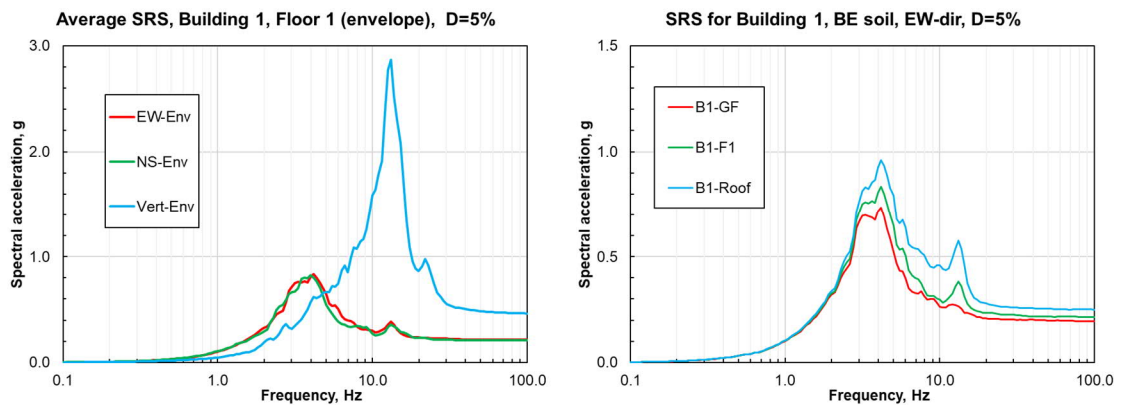 Average SRS, Building 1, Floor 1 (envelope), D=5%
3.0
2.0
1.0
0.0
Spectral acceleration, g
EW-Env
NS-Env
Vert-Env
0.1
1.0
10.0
100.0
Frequency, Hz
SRS for Building 1, BE soil, EW-dir, D=5%
1.5
1.0
0.5
0.0
Spectral acceleration, g
B1-GF
B1-F1
B1-Roof
0.1
1.0
10.0
100.0
Frequency, Hz